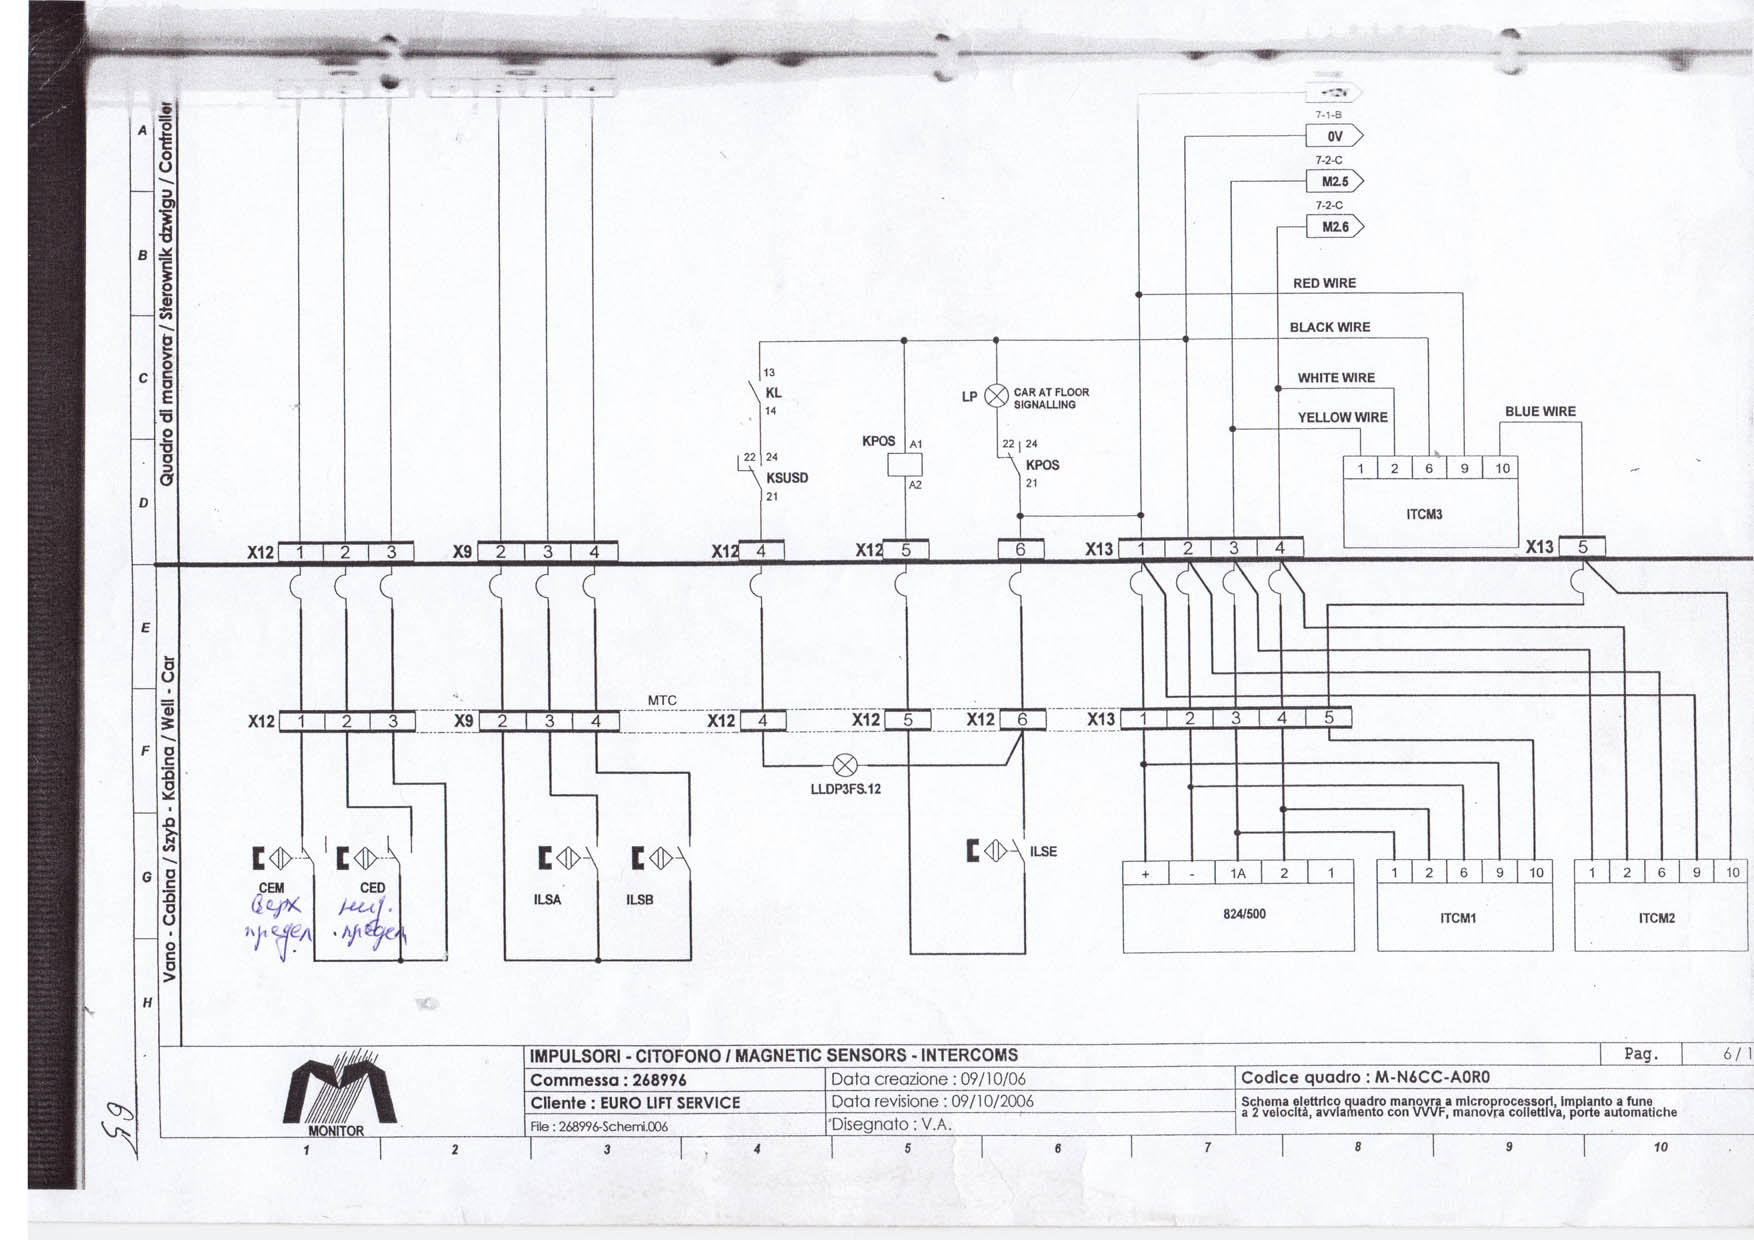 7-1-B
0V
A
7-2-C
M2.5
7-2-C
M2.6
B
RED WIRE
BLACK WIRE
C
13
KL
14
LP
CAR AT FLOOR
SIGNALLING
WHITE WIRE
YELLOW WIRE
BLUE WIRE
22 24
KSUSD
21
KPOS A1
A2
22 24
KPOS
21
1 2 6 9 10
ITCM3
D
X12 1 2 3
X9 2 3 4
X12 4
X12 5
6
X13 1 2 3 4
X13 5
Quadro di manovra / Sterownik dzwigu / Controller
E
Vano - Cabina / Szyb - Kabina / Well - Car
MTC
X12 1 2 3
X9 2 3 4
X12 4
X12 5
X12 6
X13 1 2 3 4 5
F
LLDP3FS.12
G
CEM
Верх
предел
CED
ниж.
предел
ILSA
ILSB
ILSE
+ - 1A 2 1
824/500
1 2 6 9 10
ITCM1
1 2 6 9 10
ITCM2
H
MONITOR
IMPULSORI - CITOFONO / MAGNETIC SENSORS - INTERCOMS
Pag. 6 / 1
Commessa : 268996
Data creazione : 09/10/06
Codice quadro : M-N6CC-A0R0
Cliente : EURO LIFT SERVICE
Data revisione : 09/10/2006
Schema elettrico quadro manovra a microprocessori, impianto a fune
a 2 velocità, avviamento con VVVF, manovra collettiva, porte automatiche
File : 268996-Schemi.006
Disegnato : V.A.
1 2 3 4 5 6 7 8 9 10